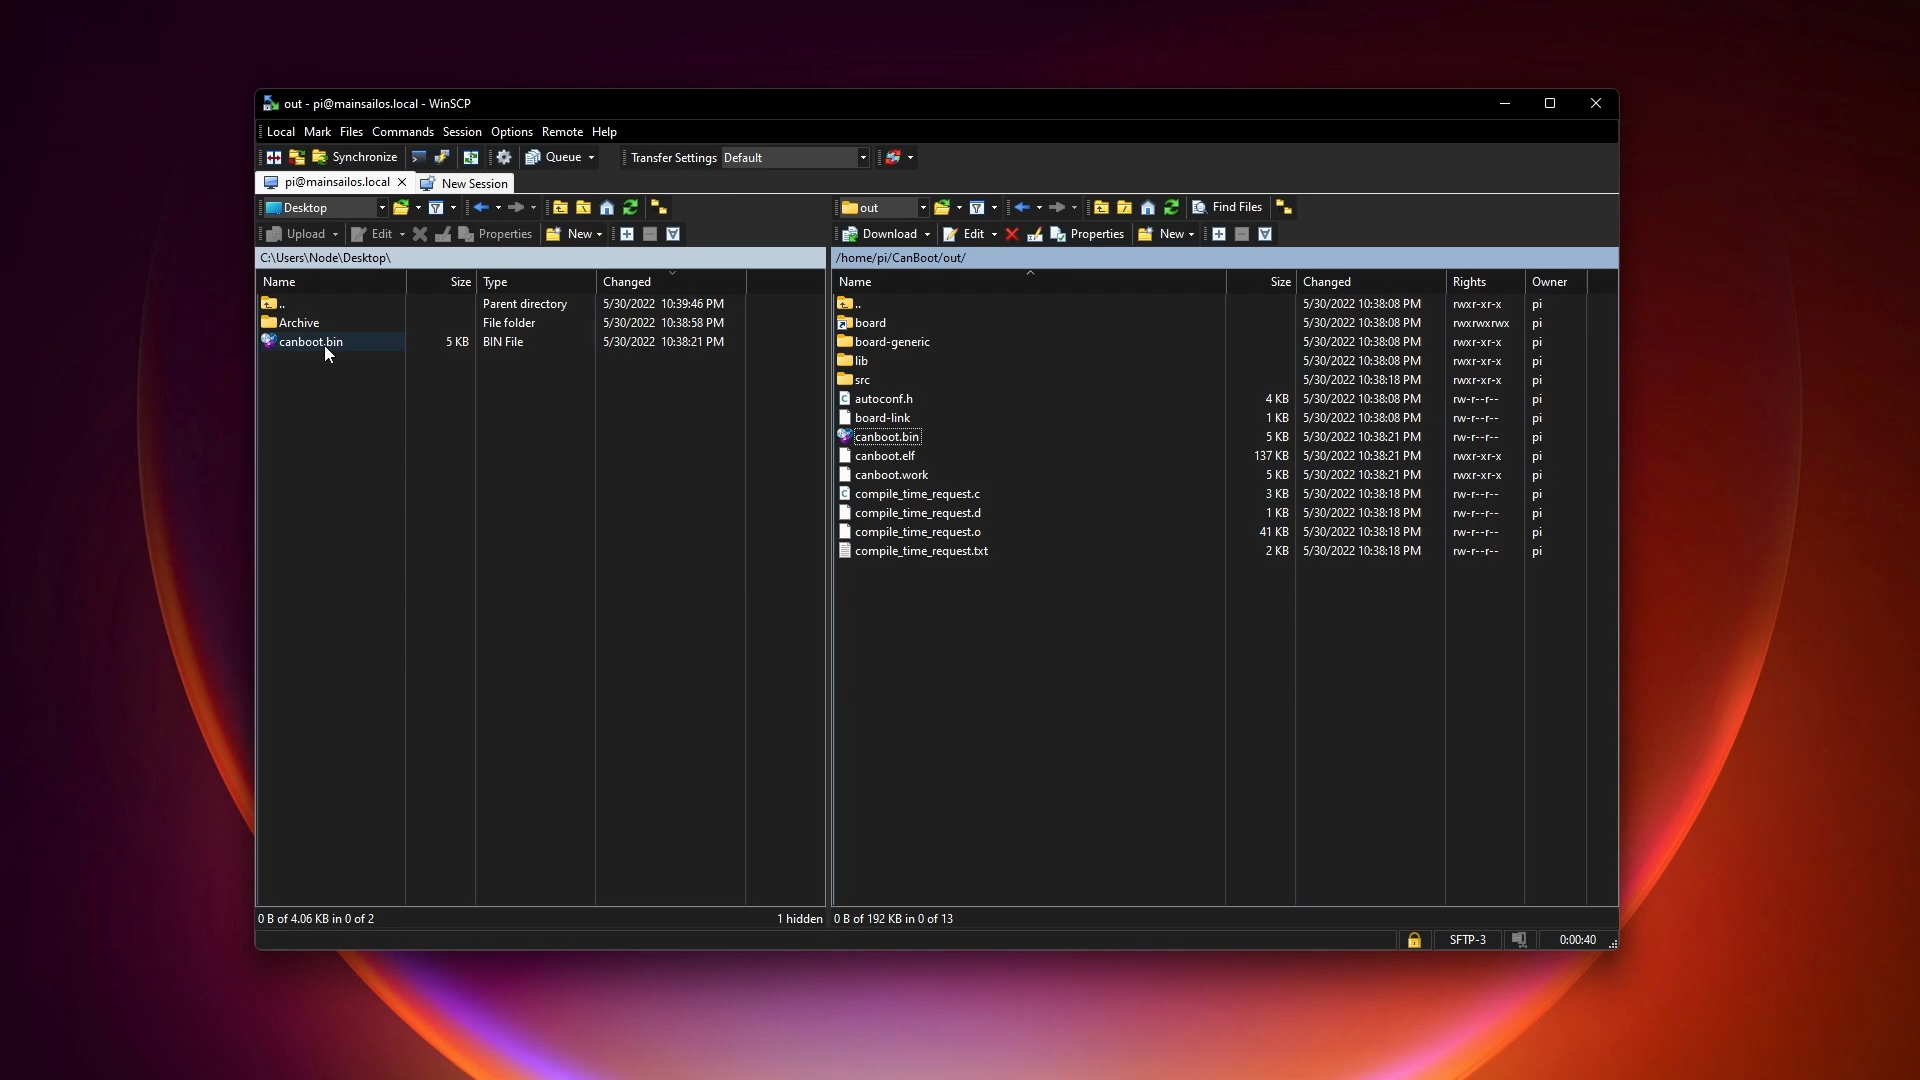 out - pi@mainsailos.local - WinSCP
Local Mark Files Commands Session Options Remote Help
Synchronize Queue Transfer Settings Default
pi@mainsailos.local New Session
Desktop out Find Files
Upload Edit Properties New Download Edit Properties New
C:\Users\Node\Desktop\ /home/pi/CanBoot/out/
Name Size Type Changed Name Size Changed Rights Owner
.. Parent directory 5/30/2022 10:39:46 PM .. 5/30/2022 10:38:08 PM rwxr-xr-x pi
Archive File folder 5/30/2022 10:38:58 PM board 5/30/2022 10:38:08 PM rwxrwxrwx pi
canboot.bin 5 KB BIN File 5/30/2022 10:38:21 PM board-generic 5/30/2022 10:38:08 PM rwxr-xr-x pi
lib 5/30/2022 10:38:08 PM rwxr-xr-x pi
src 5/30/2022 10:38:18 PM rwxr-xr-x pi
autoconf.h 4 KB 5/30/2022 10:38:08 PM rw-r--r-- pi
board-link 1 KB 5/30/2022 10:38:08 PM rw-r--r-- pi
canboot.bin 5 KB 5/30/2022 10:38:21 PM rw-r--r-- pi
canboot.elf 137 KB 5/30/2022 10:38:21 PM rwxr-xr-x pi
canboot.work 5 KB 5/30/2022 10:38:21 PM rwxr-xr-x pi
compile_time_request.c 3 KB 5/30/2022 10:38:18 PM rw-r--r-- pi
compile_time_request.d 1 KB 5/30/2022 10:38:18 PM rw-r--r-- pi
compile_time_request.o 41 KB 5/30/2022 10:38:18 PM rw-r--r-- pi
compile_time_request.txt 2 KB 5/30/2022 10:38:18 PM rw-r--r-- pi
0 B of 4.06 KB in 0 of 2 1 hidden 0 B of 192 KB in 0 of 13
SFTP-3 0:00:40